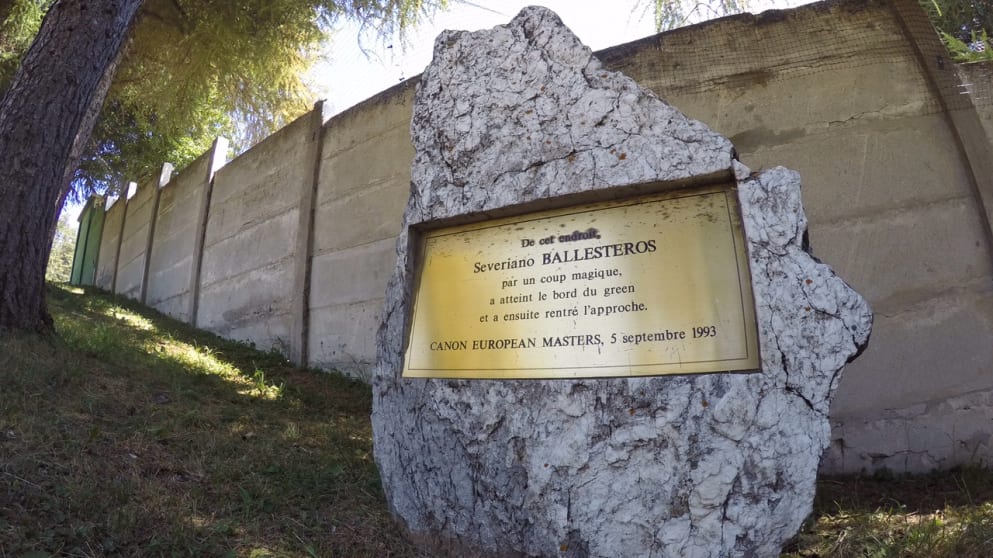 De cet endroit,
Severiano BALLESTEROS
par un coup magique,
a atteint le bord du green
et a ensuite rentré l'approche.
CANON EUROPEAN MASTERS, 5 septembre 1993